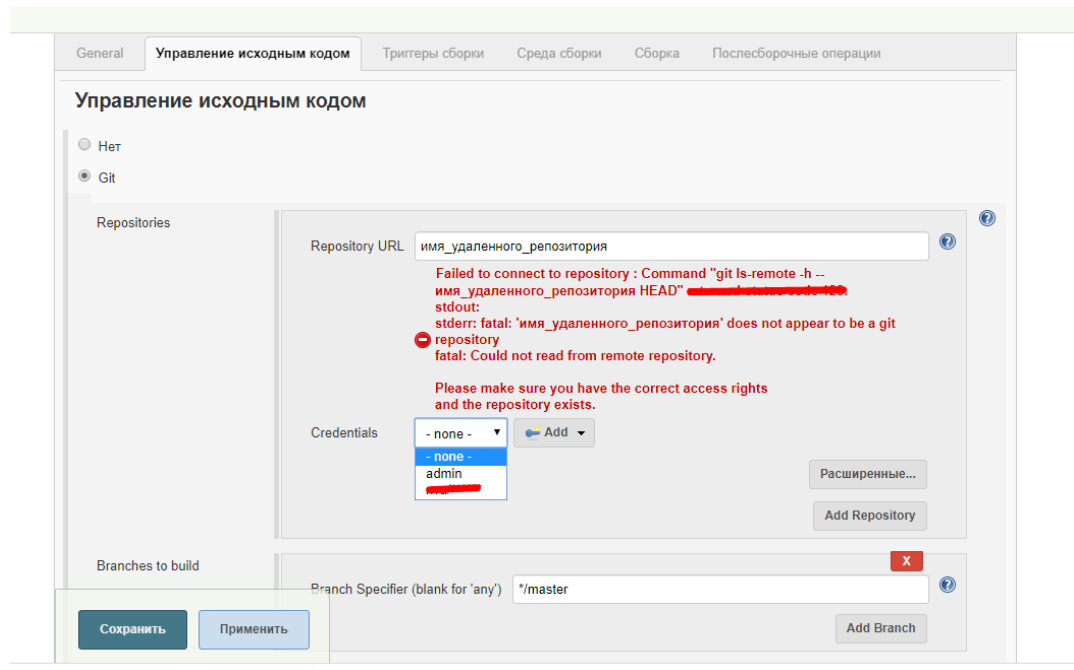 General Управление исходным кодом Триггеры сборки Среда сборки Сборка Послесборочные операции
Управление исходным кодом
Нет
Git
Repositories
Repository URL имя_удаленного_репозитория
Failed to connect to repository : Command "git ls-remote -h --
имя_удаленного_репозитория HEAD"
stdout:
stderr: fatal: 'имя_удаленного_репозитория' does not appear to be a git
repository
fatal: Could not read from remote repository.
Please make sure you have the correct access rights
and the repository exists.
Credentials - none - Add
- none -
admin
Расширенные...
Add Repository
Branches to build
X
Branch Specifier (blank for 'any') */master
Add Branch
Сохранить Применить